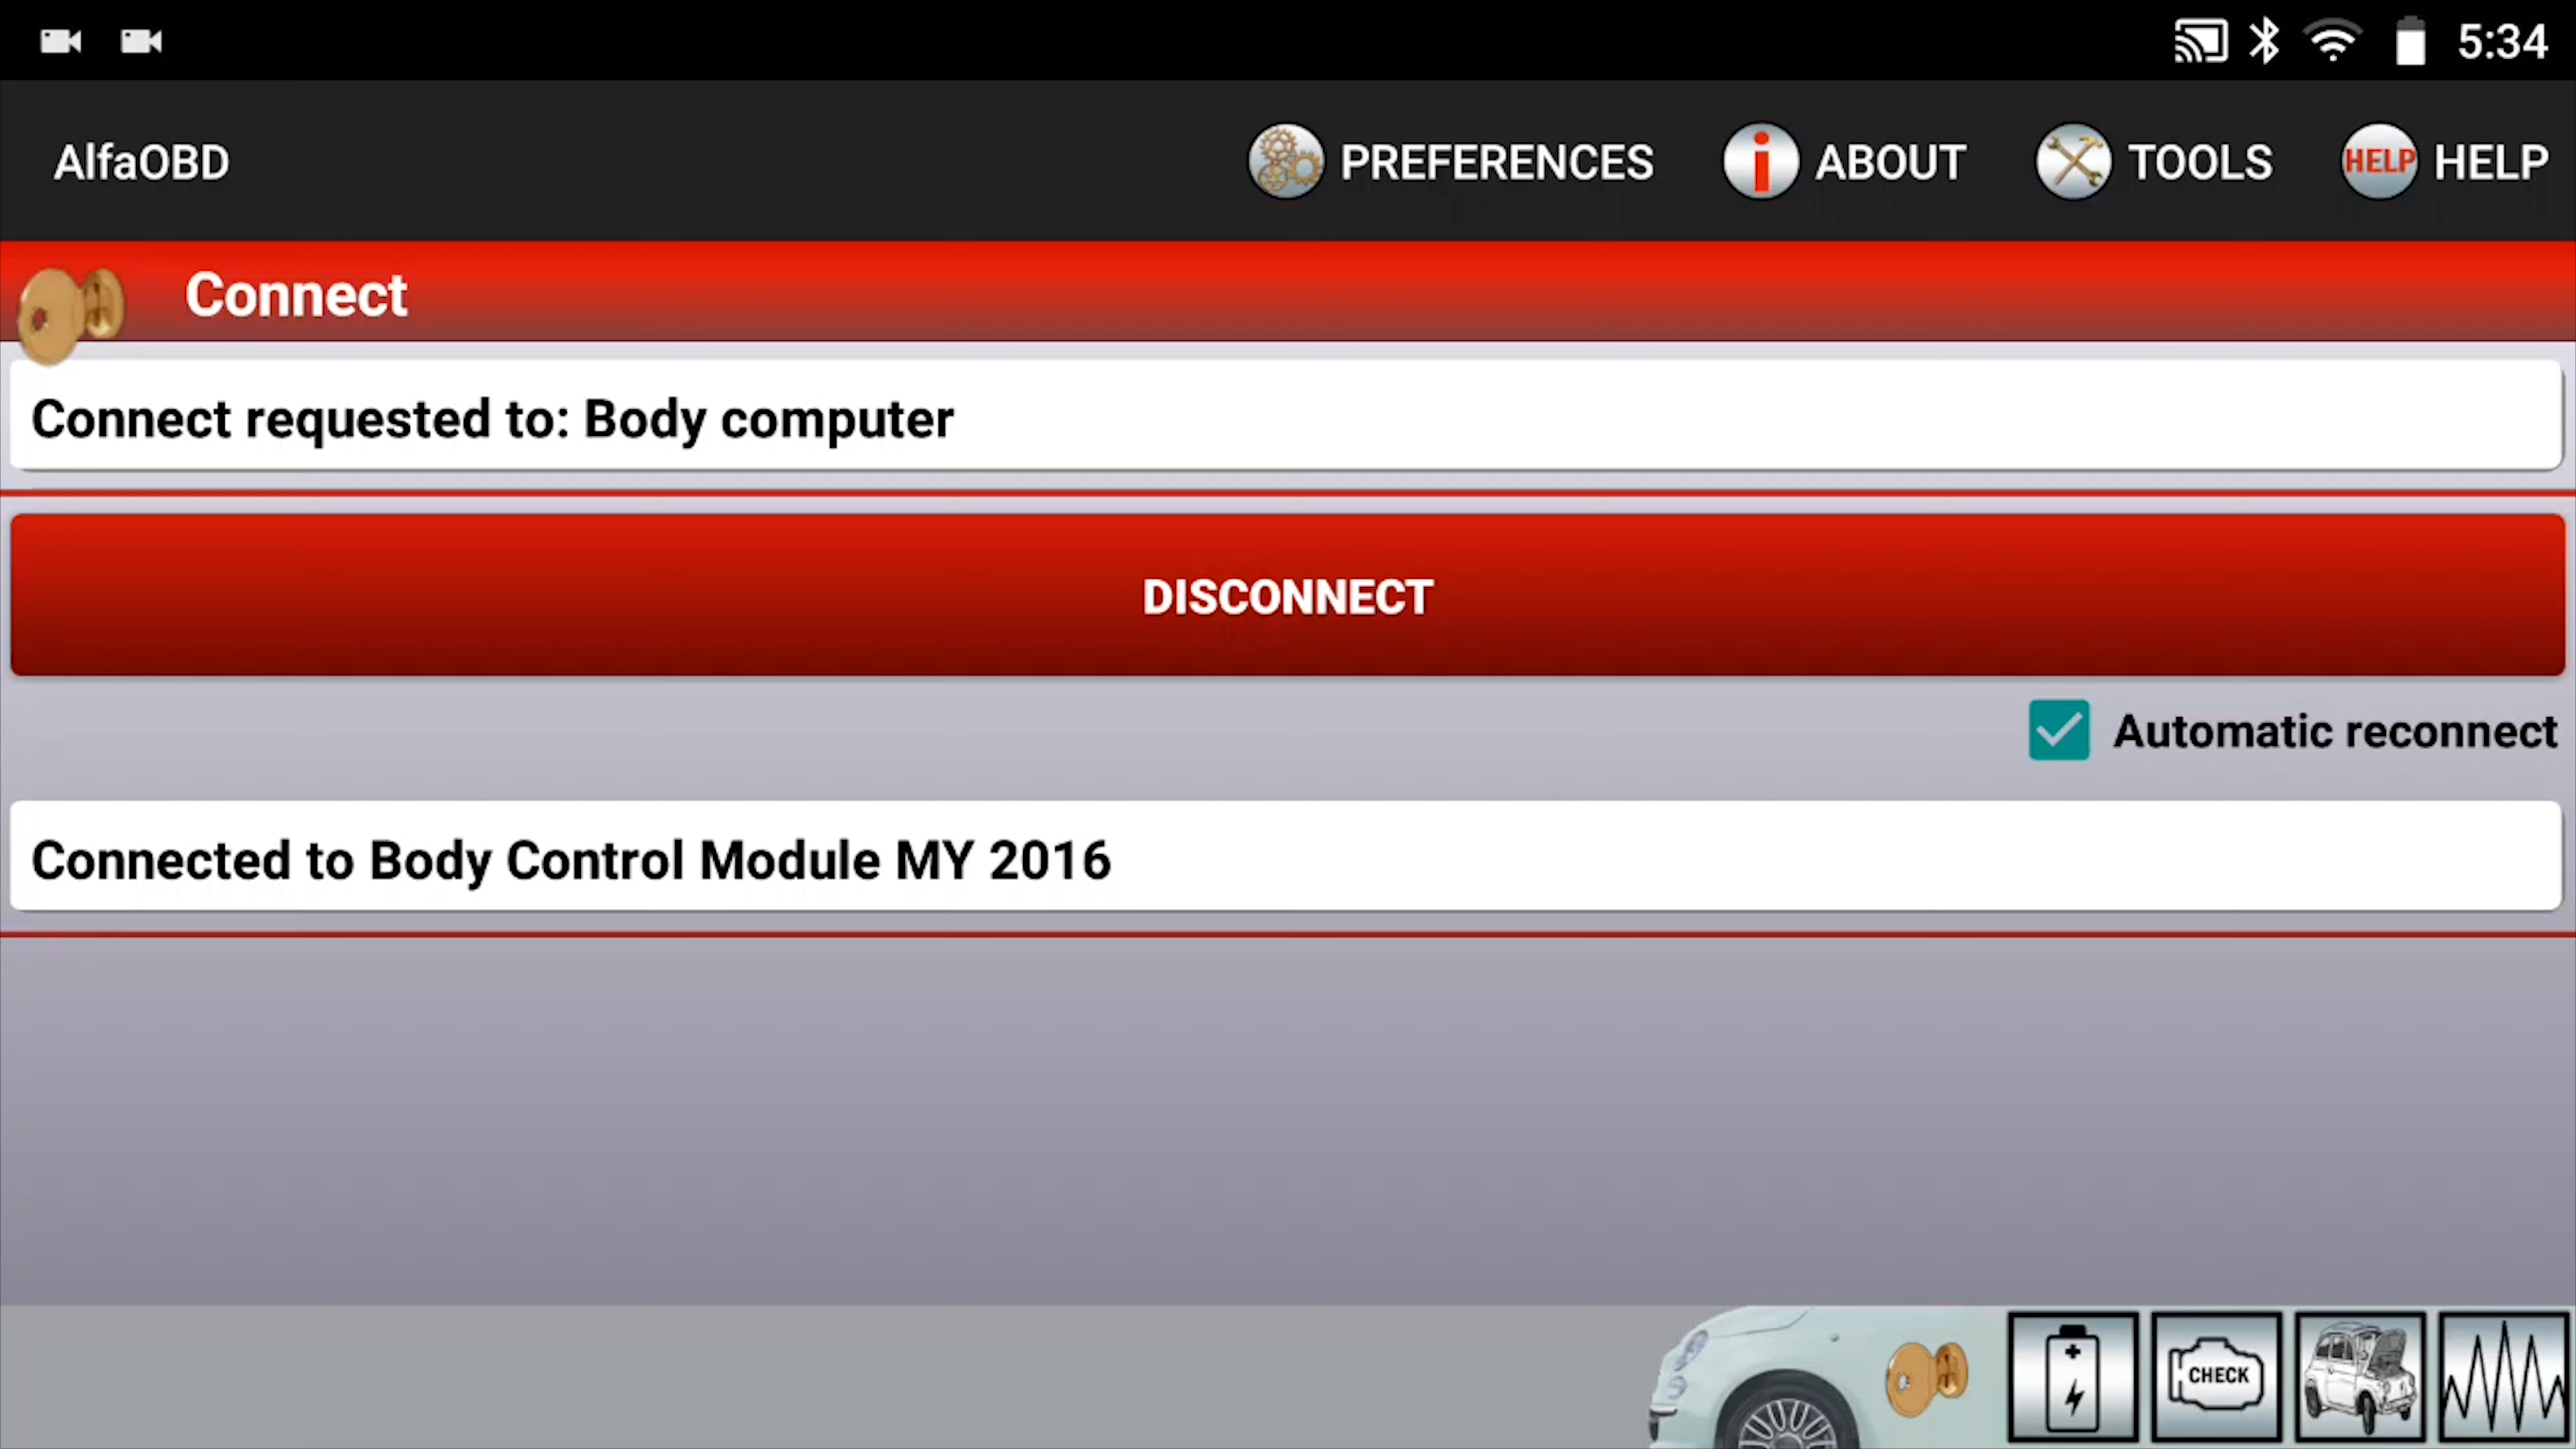 5:34
AlfaOBD
PREFERENCES
ABOUT
TOOLS
HELP HELP
Connect
Connect requested to: Body computer
DISCONNECT
Automatic reconnect
Connected to Body Control Module MY 2016
CHECK